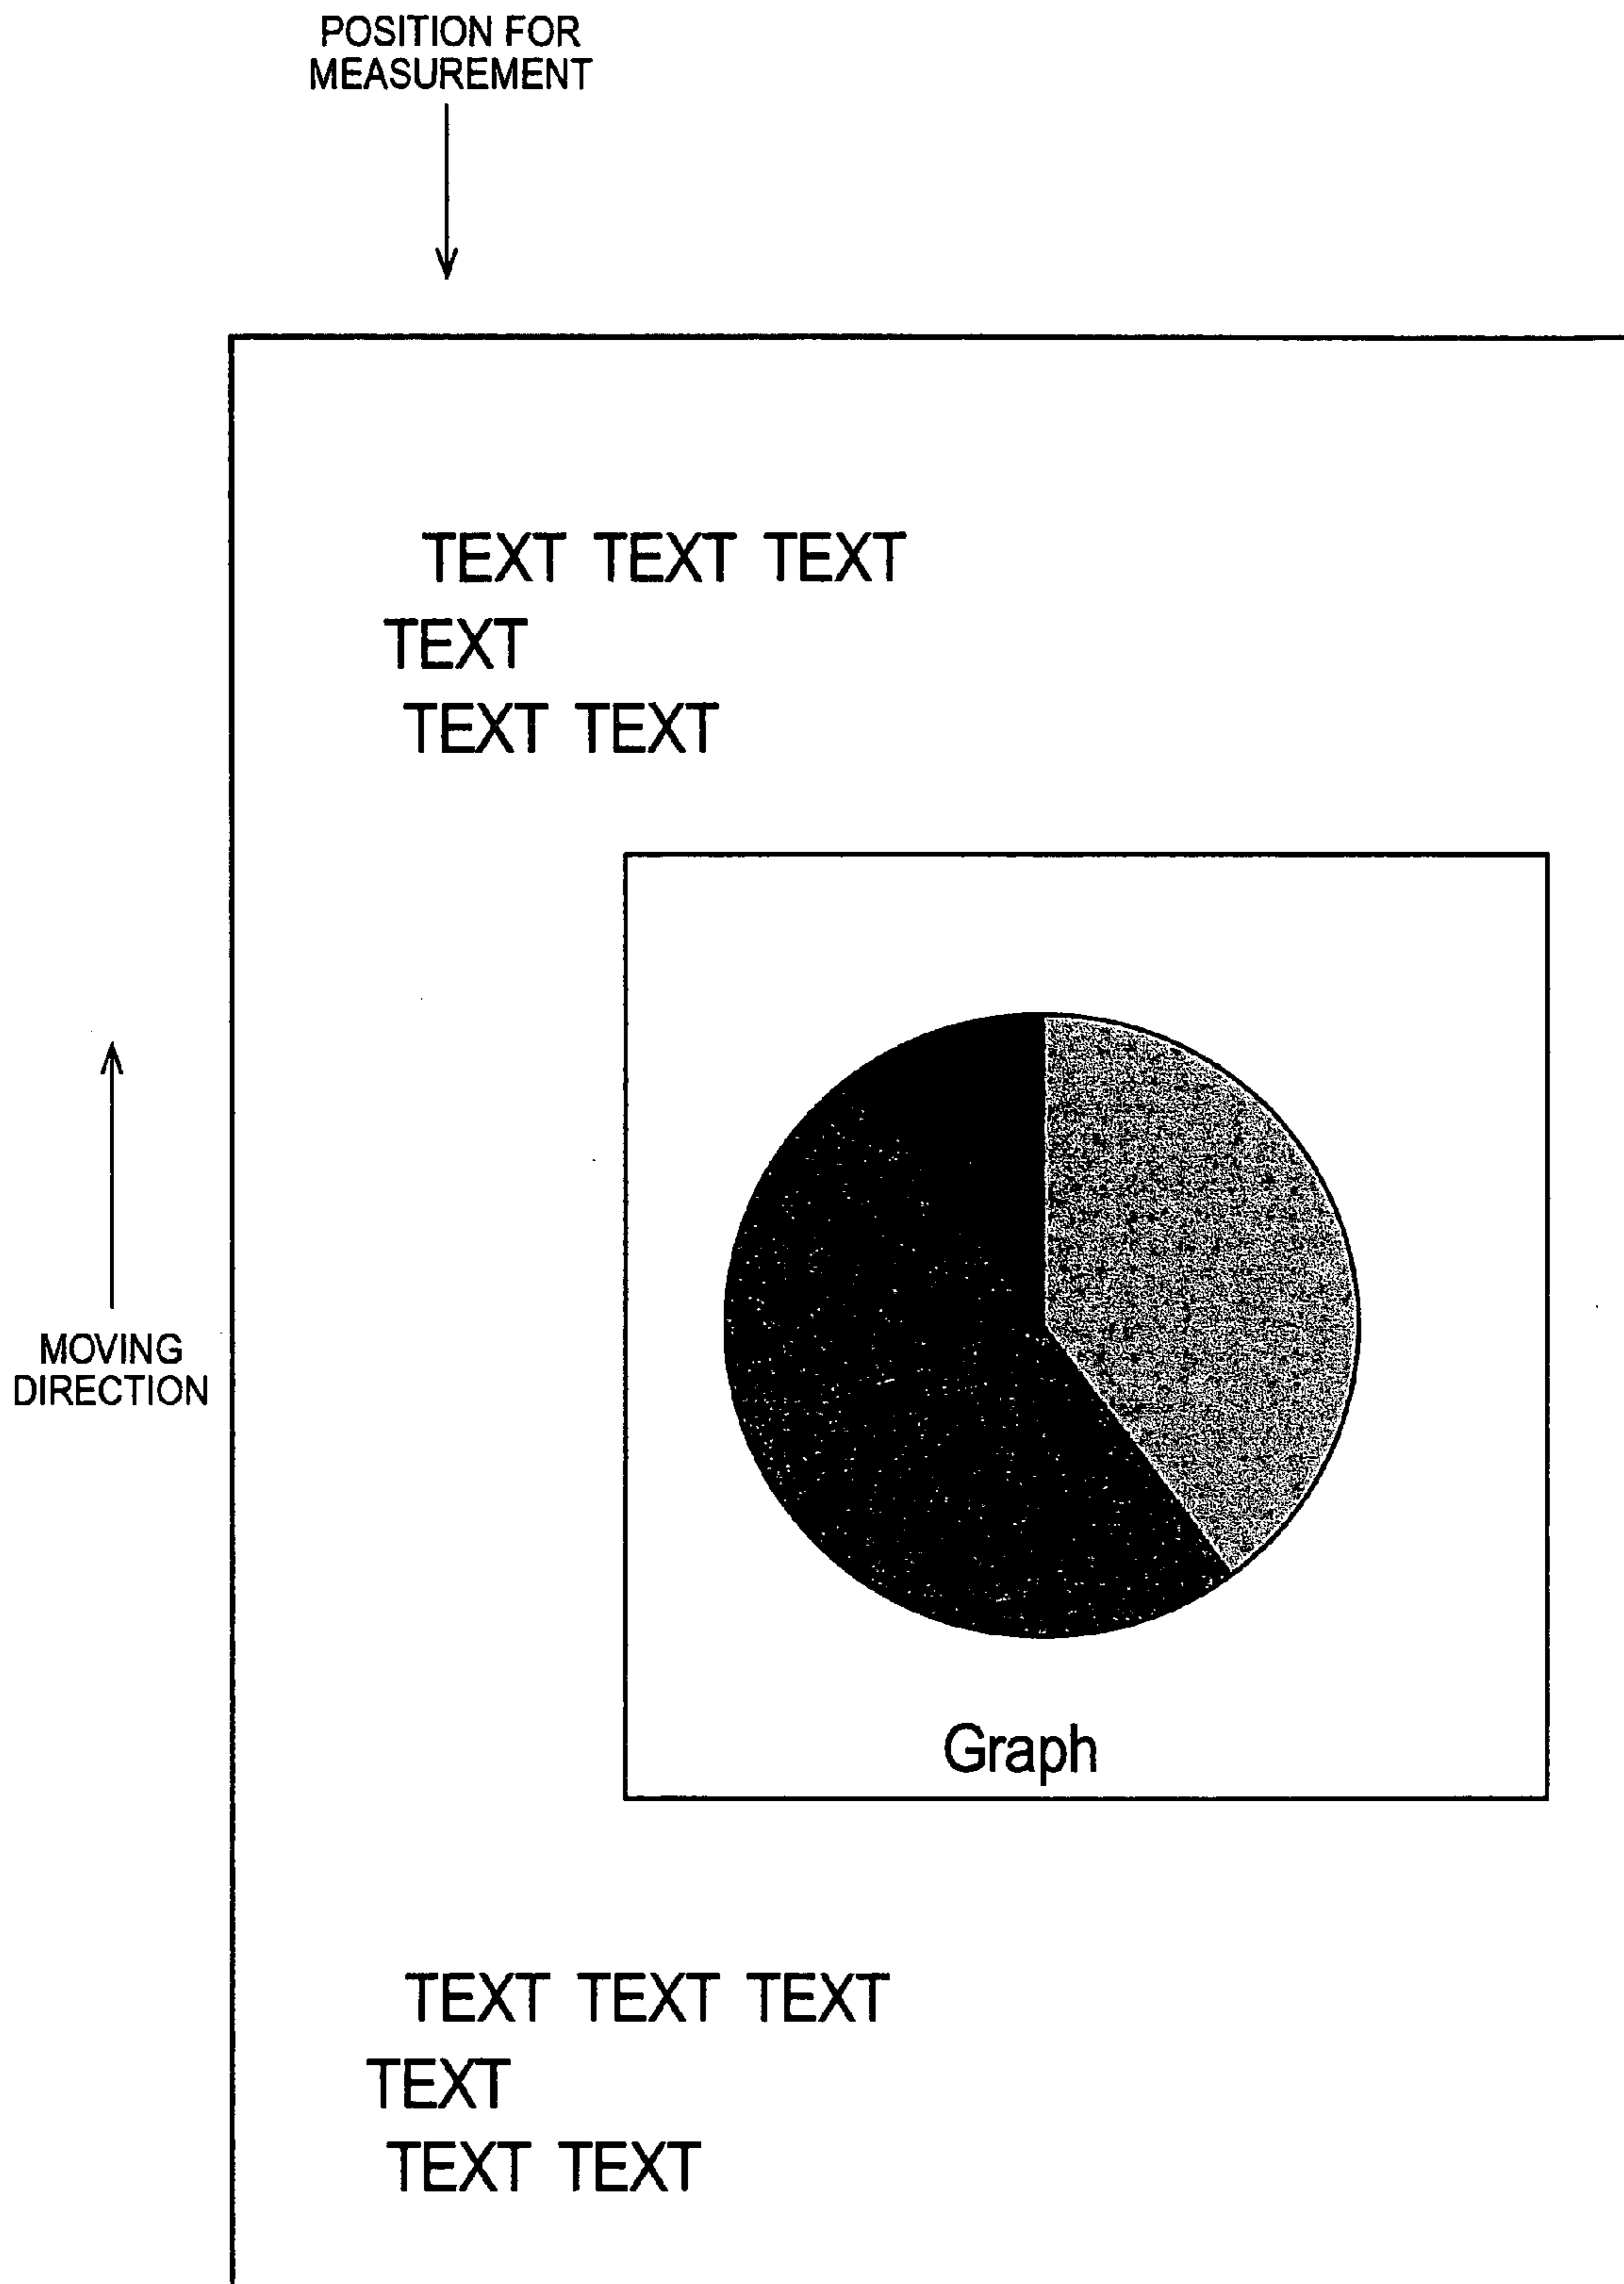 POSITION FOR
MEASUREMENT
TEXT TEXT TEXT
TEXT
TEXT TEXT
MOVING
DIRECTION
Graph
TEXT TEXT TEXT
TEXT
TEXT TEXT